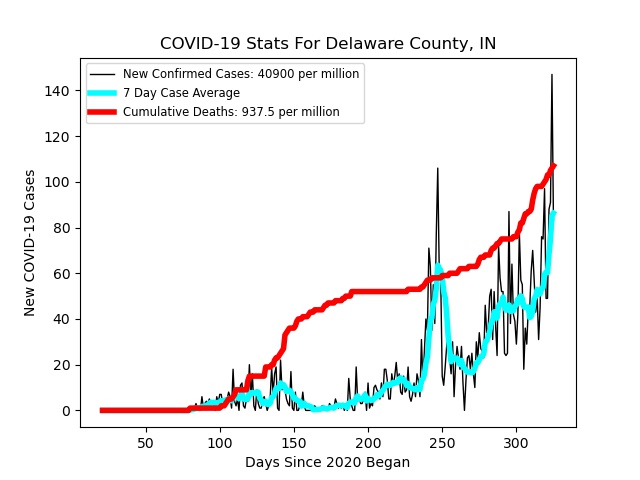 COVID-19 Stats For Delaware County, IN
New Confirmed Cases: 40900 per million
7 Day Case Average
Cumulative Deaths: 937.5 per million
New COVID-19 Cases
140
120
100
80
60
40
20
0
50 100 150 200 250 300
Days Since 2020 Began